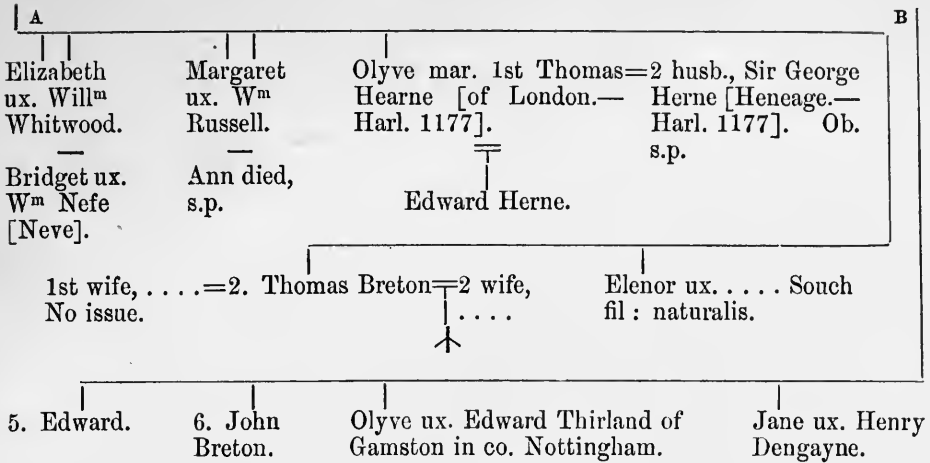 A B
Elizabeth
ux. Willᵐ
Whitwood.
—
Bridget ux.
Wᵐ Nefe
[Neve].
Margaret
ux. Wᵐ
Russell.
—
Ann died,
s.p.
Olyve mar. 1st Thomas=2 husb., Sir George
Hearne [of London.— Herne [Heneage.—
Harl. 1177]. Harl. 1177]. Ob.
s.p.
Edward Herne.
1st wife, . . . .=2. Thomas Breton=2 wife,
No issue. . . . .
Elenor ux. . . . . Souch
fil : naturalis.
5. Edward.
6. John
Breton.
Olyve ux. Edward Thirland of
Gamston in co. Nottingham.
Jane ux. Henry
Dengayne.